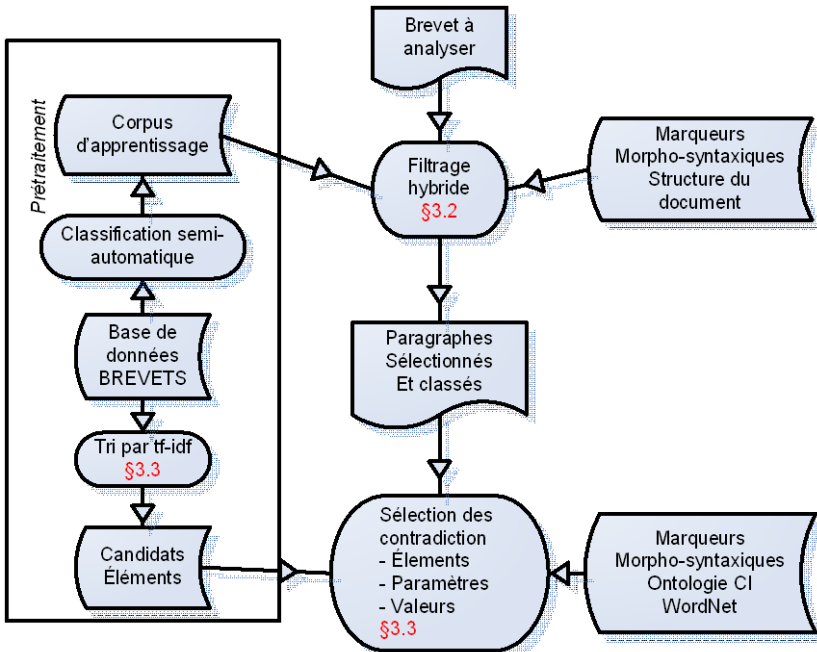 Brevet à
analyser
Prétraitement
Corpus
d'apprentissage
Filtrage
hybride
§3.2
Marqueurs
Morpho-syntaxiques
Structure du
document
Classification semi-
automatique
Base de
données
BREVETS
Paragraphes
Sélectionnés
Et classés
Tri par tf-idf
§3.3
Candidats
Éléments
Sélection des
contradiction
- Élements
- Paramètres
- Valeurs
§3.3
Marqueurs
Morpho-syntaxiques
Ontologie CI
WordNet